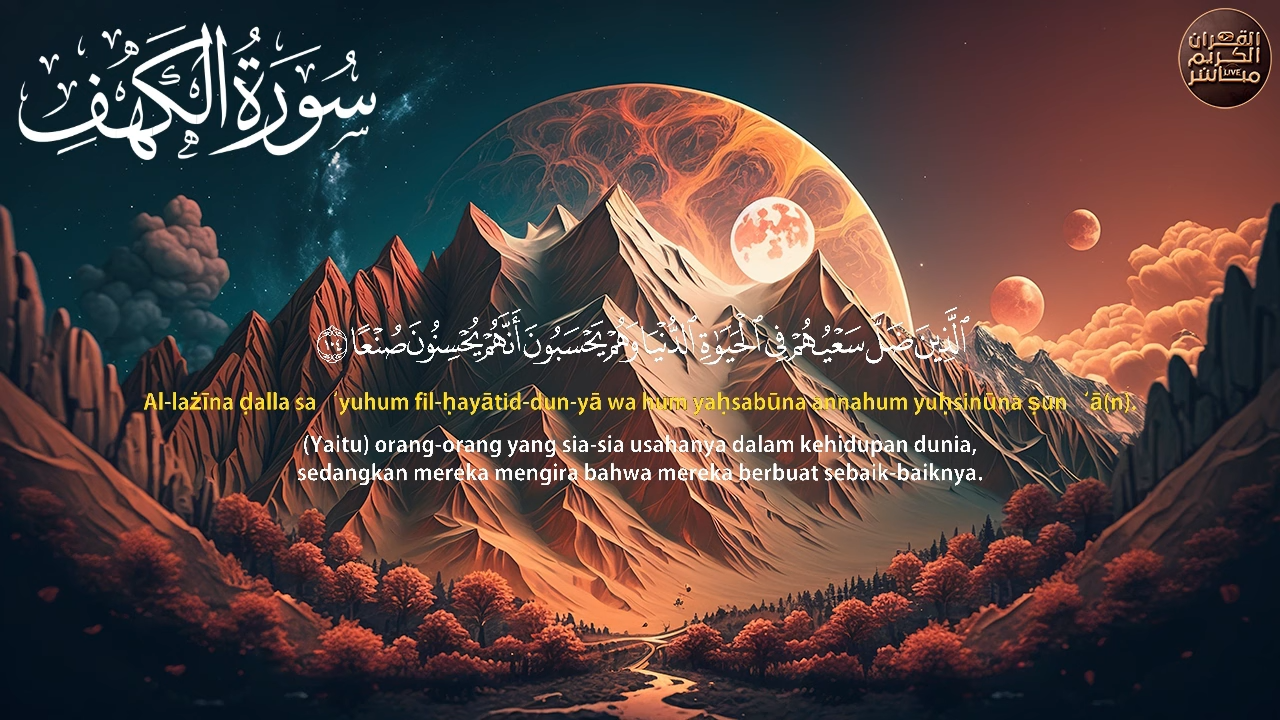 سُورَةُ الْكَهْفِ
القرآن
الكريم
مباشر
LIVE
ٱلَّذِينَ ضَلَّ سَعْيُهُمْ فِي ٱلْحَيَوٰةِ ٱلدُّنْيَا وَهُمْ يَحْسَبُونَ أَنَّهُمْ يُحْسِنُونَ صُنْعًا ١٠٤
Al-lażīna ḍalla sa ‘yuhum fil-ḥayātid-dun-yā wa hum yaḥsabūna annahum yuḥsinūna ṣun ‘ā(n).
(Yaitu) orang-orang yang sia-sia usahanya dalam kehidupan dunia,
sedangkan mereka mengira bahwa mereka berbuat sebaik-baiknya.